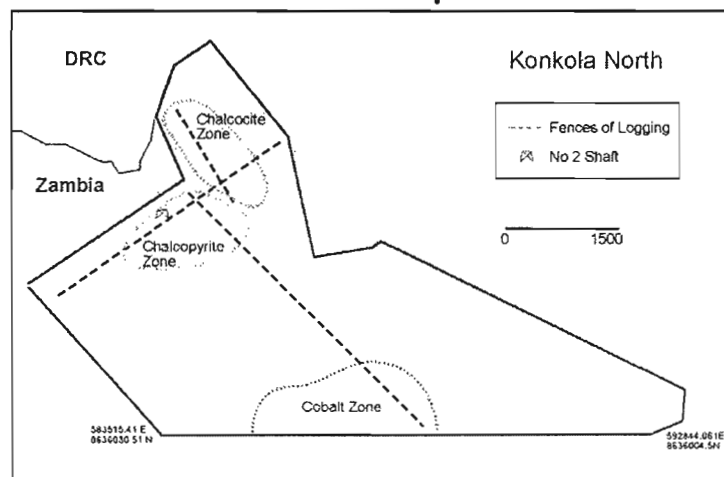 DRC
Konkola North
Chalcocite
Zone
Fences of Logging
No 2 Shaft
Zambia
Chalcopyrite
Zone
0 1500
Cobalt Zone
583515.41 E
8636030.51 N
592844.061E
8636004.5N